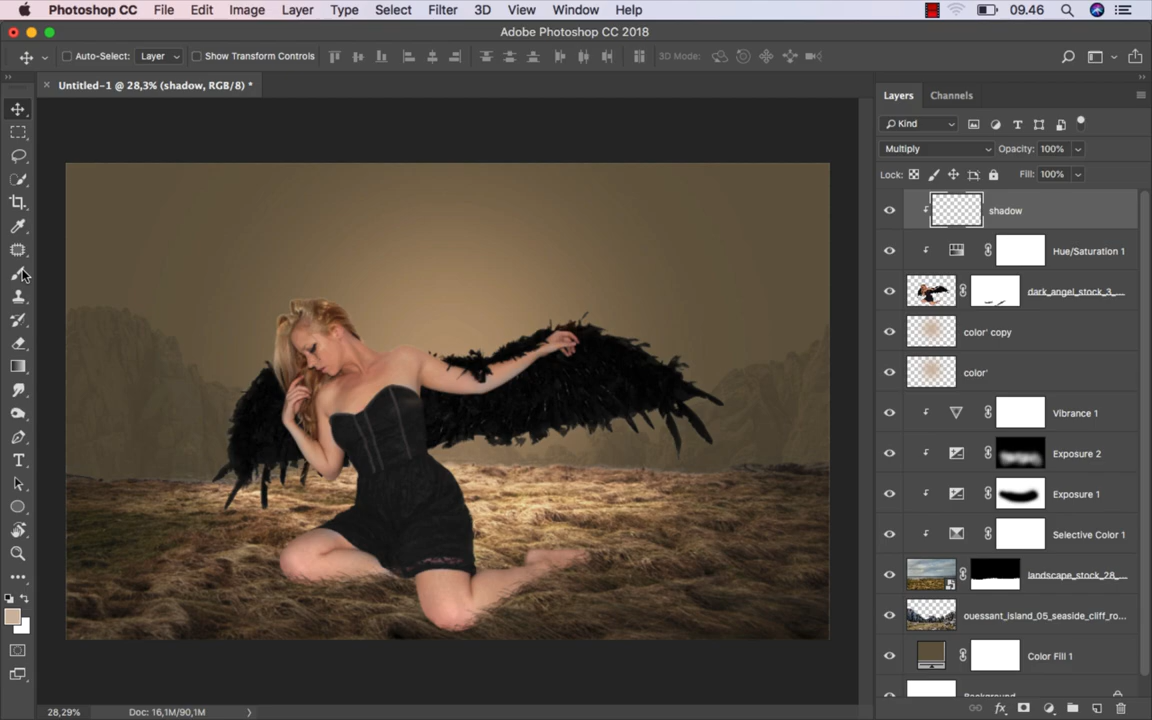 Photoshop CC File Edit Image Layer Type Select Filter 3D View Window Help 09.46
Adobe Photoshop CC 2018
Auto-Select: Layer Show Transform Controls 3D Mode:
Untitled-1 @ 28,3% (shadow, RGB/8) *
Layers Channels
Kind
Multiply Opacity: 100%
Lock: Fill: 100%
shadow
Hue/Saturation 1
dark_angel_stock_3_...
color' copy
color'
Vibrance 1
Exposure 2
Exposure 1
Selective Color 1
landscape_stock_28_...
ouessant_island_05_seaside_cliff_ro...
Color Fill 1
Background
28,29% Doc: 16,1M/90,1M